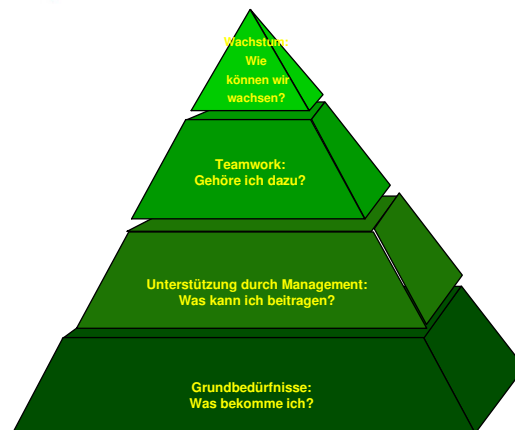 Wachstum:
Wie
können wir
wachsen?
Teamwork:
Gehöre ich dazu?
Unterstützung durch Management:
Was kann ich beitragen?
Grundbedürfnisse:
Was bekomme ich?